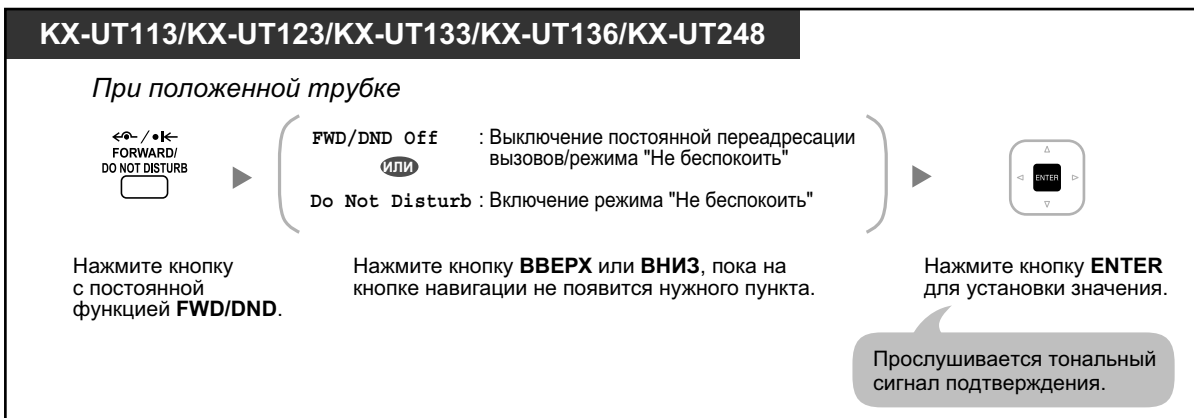 KX-UT113/KX-UT123/KX-UT133/KX-UT136/KX-UT248
При положенной трубке
FORWARD/
DO NOT DISTURB
FWD/DND Off : Выключение постоянной переадресации
вызовов/режима "Не беспокоить"
ИЛИ
Do Not Disturb : Включение режима "Не беспокоить"
ENTER
Нажмите кнопку
с постоянной
функцией FWD/DND.
Нажмите кнопку ВВЕРХ или ВНИЗ, пока на
кнопке навигации не появится нужного пункта.
Нажмите кнопку ENTER
для установки значения.
Прослушивается тональный
сигнал подтверждения.